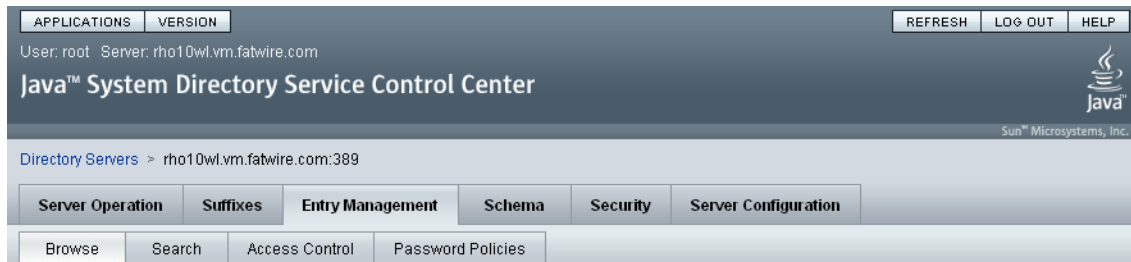 APPLICATIONS VERSION REFRESH LOG OUT HELP
User: root Server: rho10wl.vm.fatwire.com
Java™ System Directory Service Control Center
Java™
Sun™ Microsystems, Inc.
Directory Servers > rho10wl.vm.fatwire.com:389
Server Operation Suffixes Entry Management Schema Security Server Configuration
Browse Search Access Control Password Policies